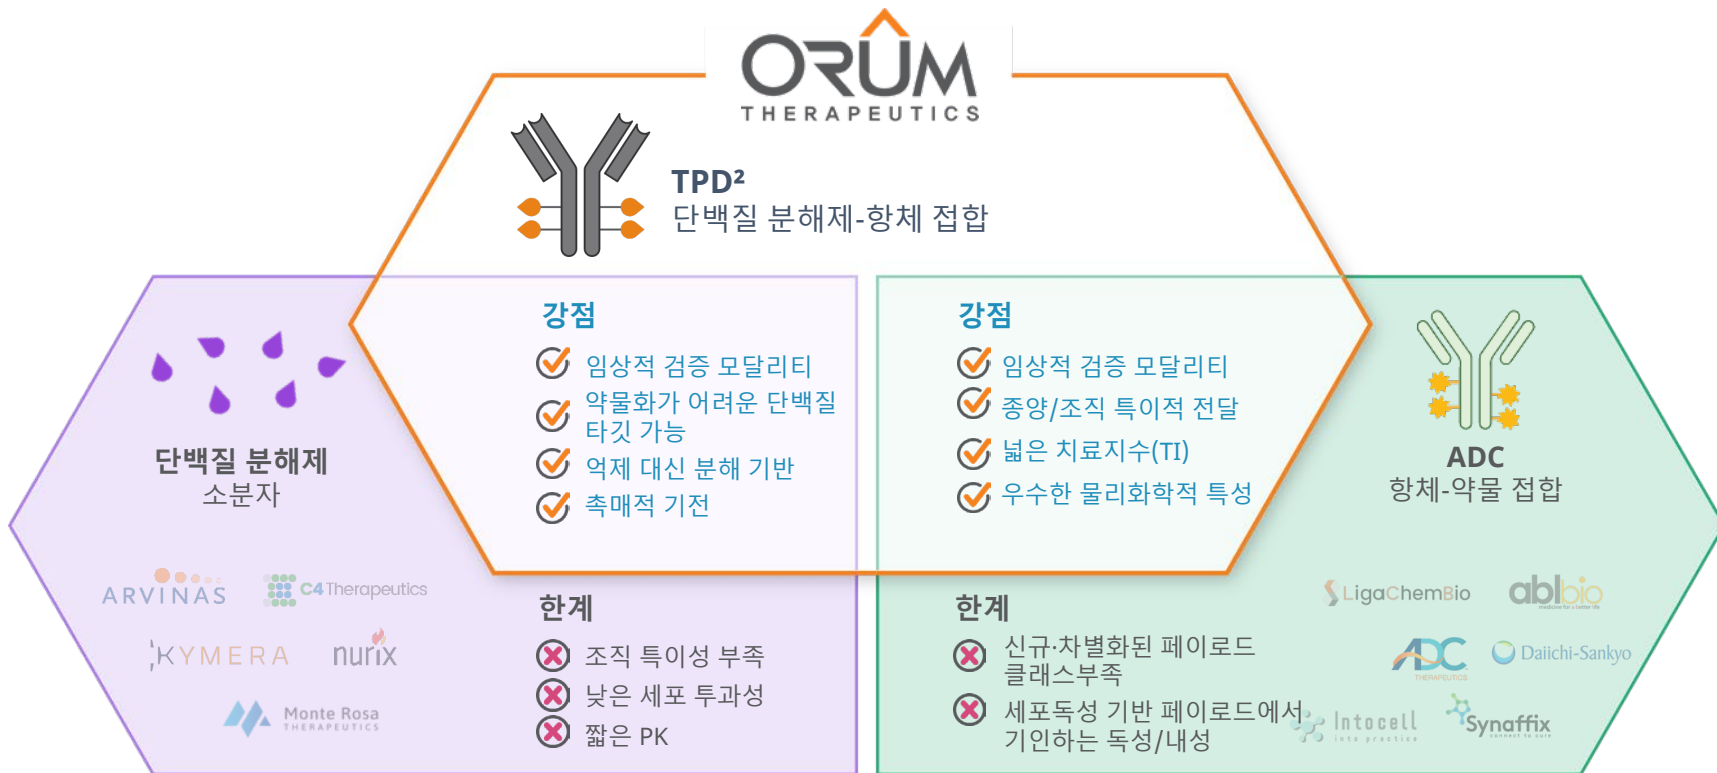 ORUM
THERAPEUTICS
TPD²
단백질 분해제-항체 접합
단백질 분해제
소분자
ARVINAS
C4 Therapeutics
KYMERA
nurix
Monte Rosa
THERAPEUTICS
강점
임상적 검증 모달리티
약물화가 어려운 단백질
타깃 가능
억제 대신 분해 기반
촉매적 기전
한계
조직 특이성 부족
낮은 세포 투과성
짧은 PK
강점
임상적 검증 모달리티
종양/조직 특이적 전달
넓은 치료지수(TI)
우수한 물리화학적 특성
한계
신규·차별화된 페이로드
클래스부족
세포독성 기반 페이로드에서
기인하는 독성/내성
ADC
항체-약물 접합
LigaChemBio
ablbio
medicine for a better life
ADC
THERAPEUTICS
Daiichi-Sankyo
Intocell
into practice
Synaffix
connect to cure